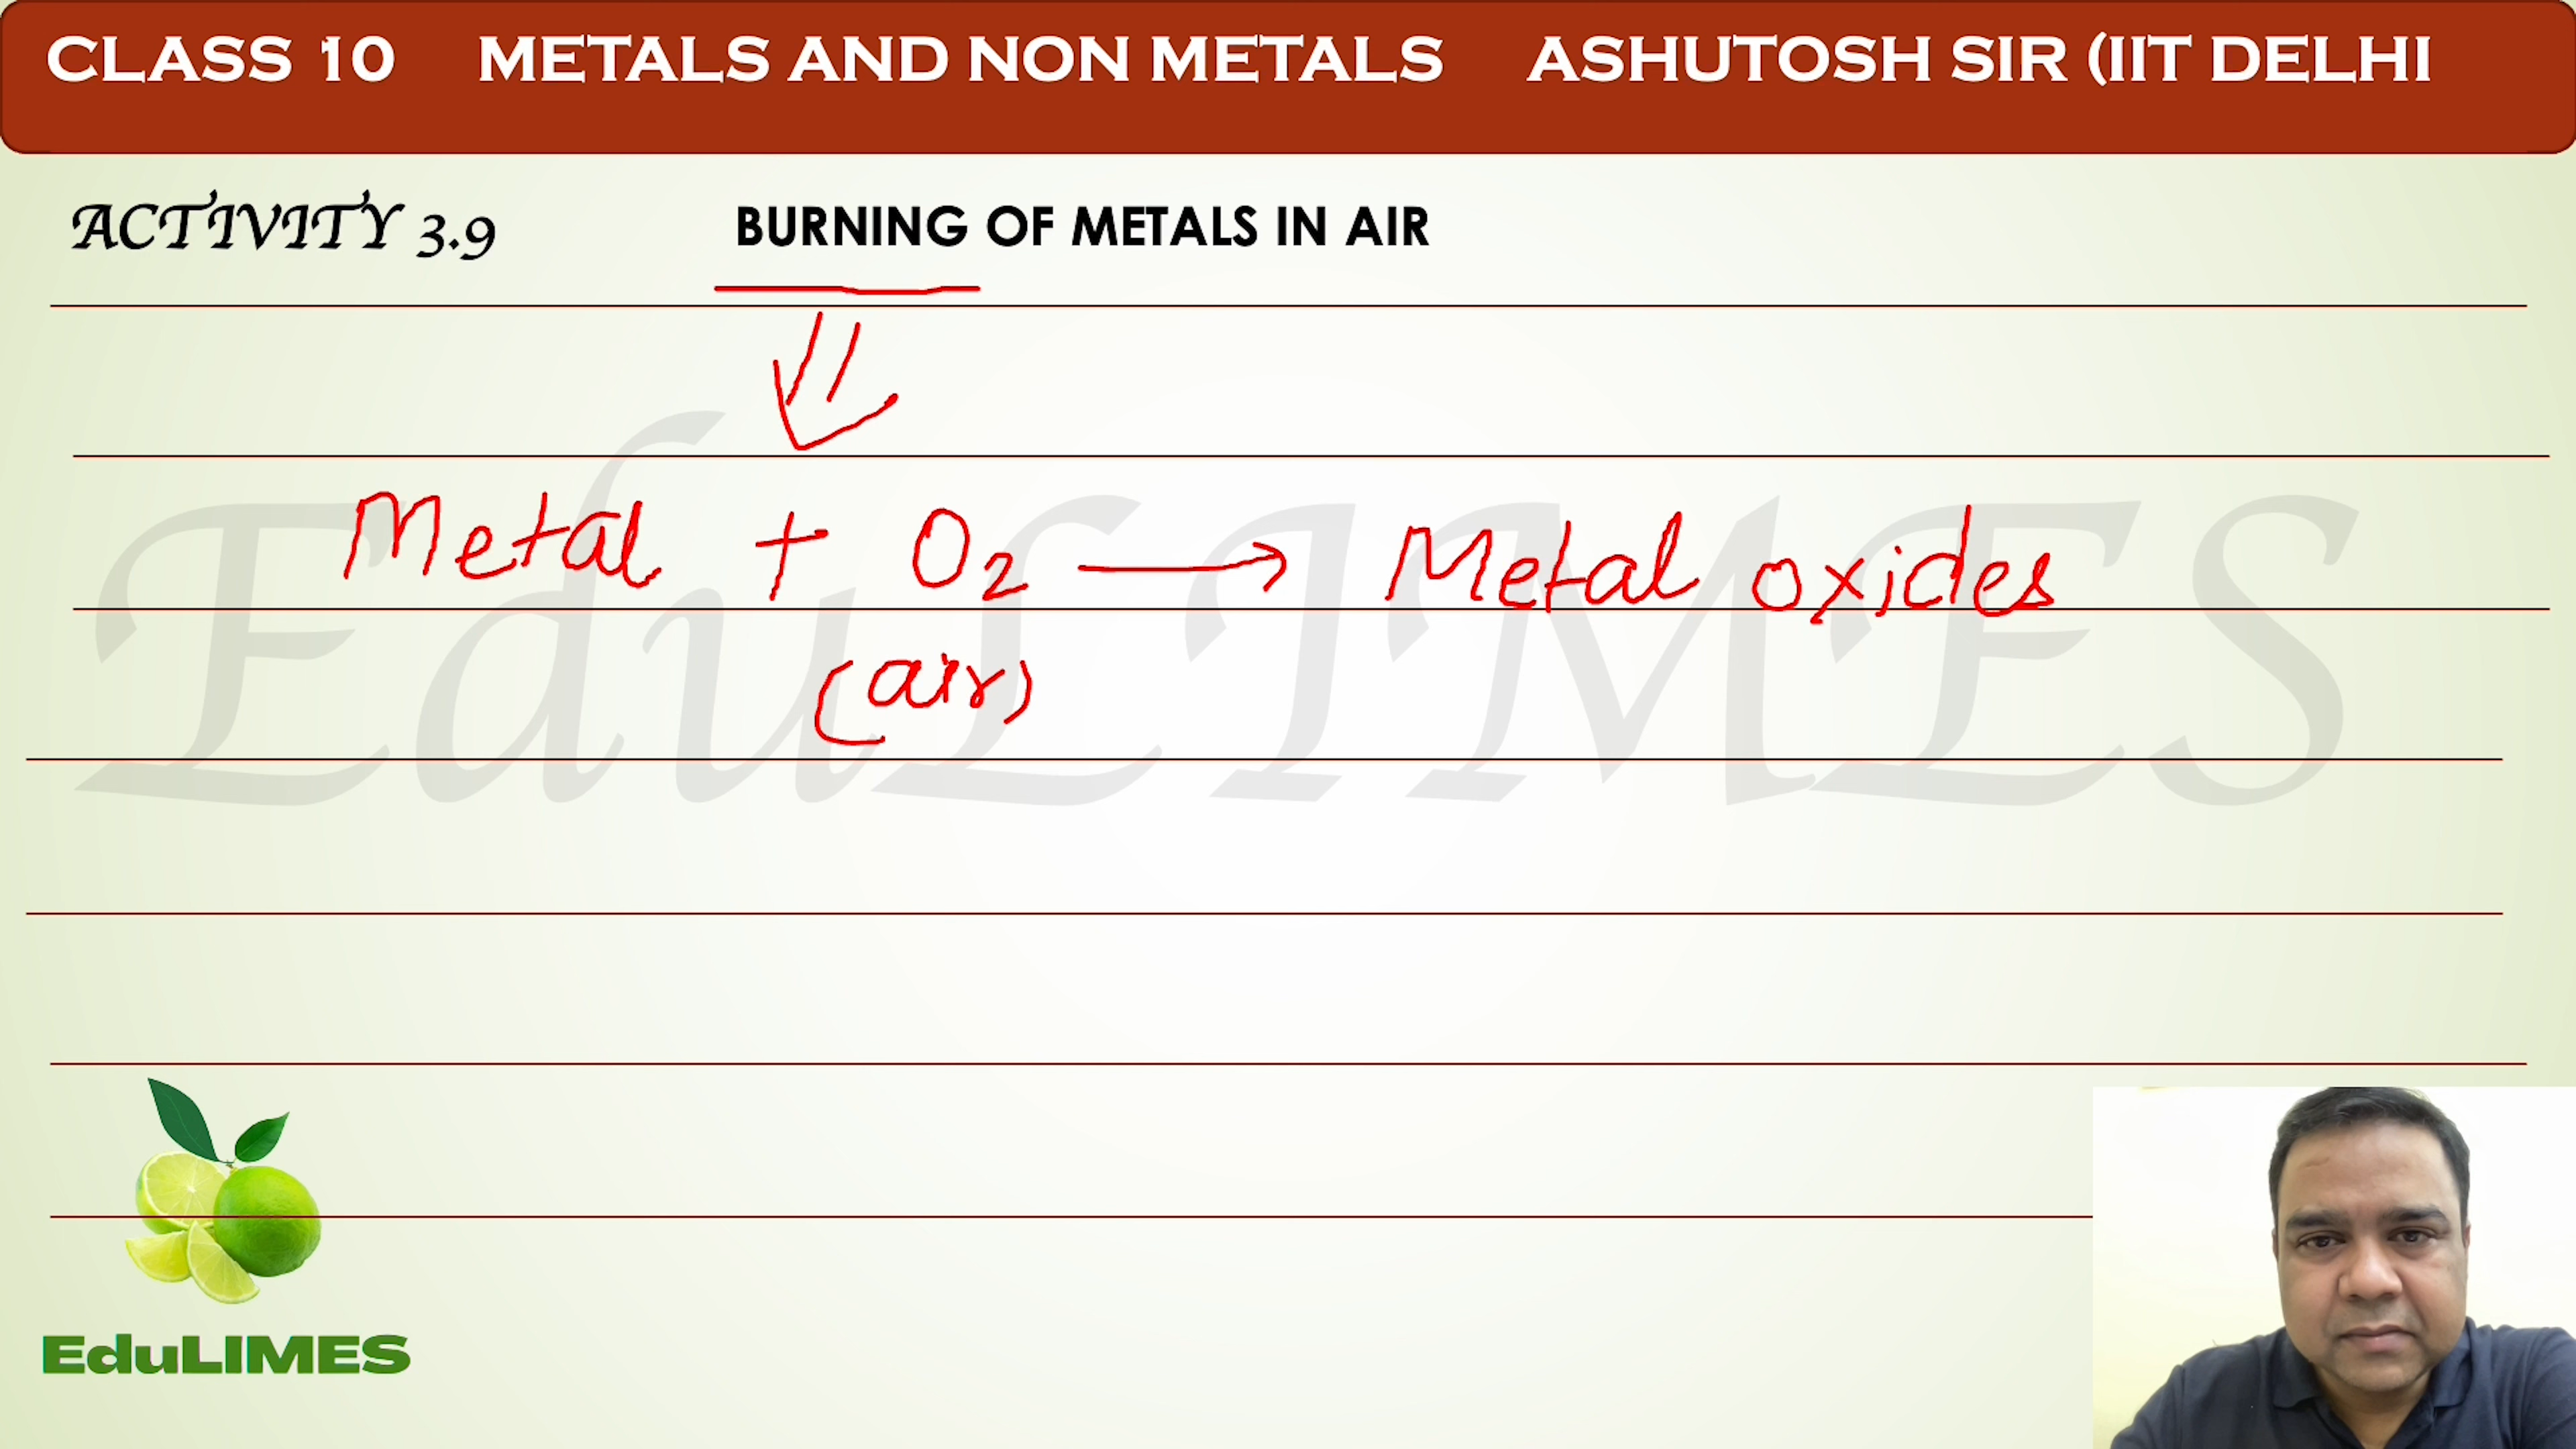 CLASS 10 METALS AND NON METALS ASHUTOSH SIR (IIT DELHI
ACTIVITY 3.9 BURNING OF METALS IN AIR
Metal + O2 → Metal oxides
(air)
EduLIMES
EduLIMES